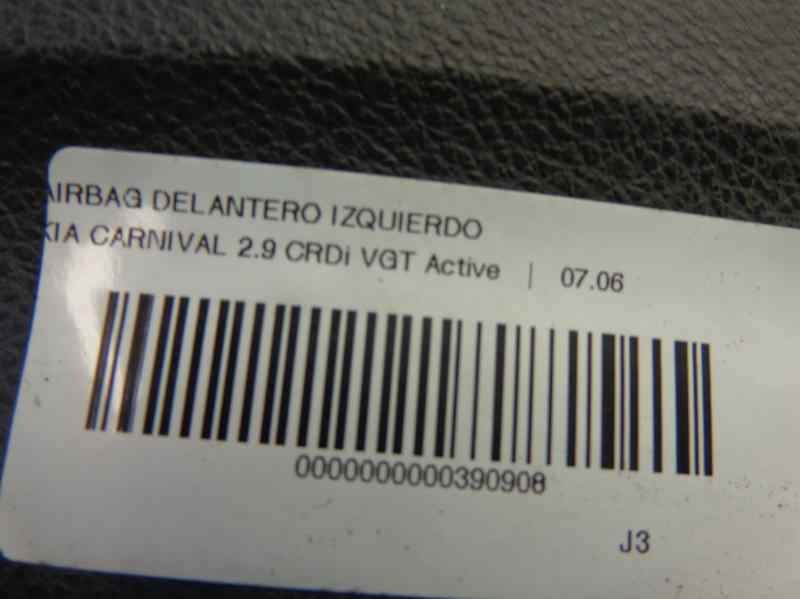 AIRBAG DELANTERO IZQUIERDO
KIA CARNIVAL 2.9 CRDi VGT Active | 07.06
0000000000390908
J3